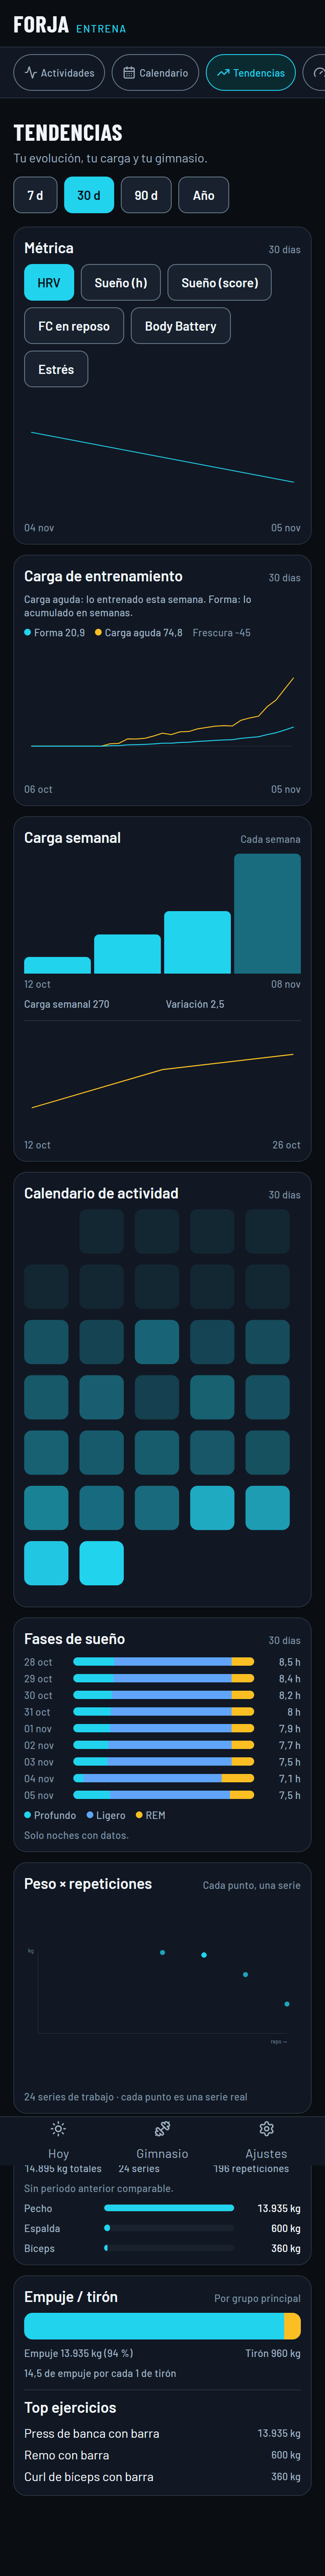 FORJA ENTRENA
Actividades Calendario Tendencias
TENDENCIAS
Tu evolución, tu carga y tu gimnasio.
7 d 30 d 90 d Año
Métrica 30 días
HRV Sueño (h) Sueño (score)
FC en reposo Body Battery
Estrés
04 nov 05 nov
Carga de entrenamiento 30 días
Carga aguda: lo entrenado esta semana. Forma: lo
acumulado en semanas.
Forma 20,9 Carga aguda 74,8 Frescura -45
06 oct 05 nov
Carga semanal Cada semana
12 oct 08 nov
Carga semanal 270 Variación 2,5
12 oct 26 oct
Calendario de actividad 30 días
Fases de sueño 30 días
28 oct 8,5 h
29 oct 8,4 h
30 oct 8,2 h
31 oct 8 h
01 nov 7,9 h
02 nov 7,7 h
03 nov 7,5 h
04 nov 7,1 h
05 nov 7,5 h
Profundo Ligero REM
Solo noches con datos.
Peso × repeticiones Cada punto, una serie
kg
reps →
24 series de trabajo · cada punto es una serie real
Hoy Gimnasio Ajustes
14.895 kg totales 24 series 196 repeticiones
Sin periodo anterior comparable.
Pecho 13.935 kg
Espalda 600 kg
Bíceps 360 kg
Empuje / tirón Por grupo principal
Empuje 13.935 kg (94 %) Tirón 960 kg
14,5 de empuje por cada 1 de tirón
Top ejercicios
Press de banca con barra 13.935 kg
Remo con barra 600 kg
Curl de bíceps con barra 360 kg